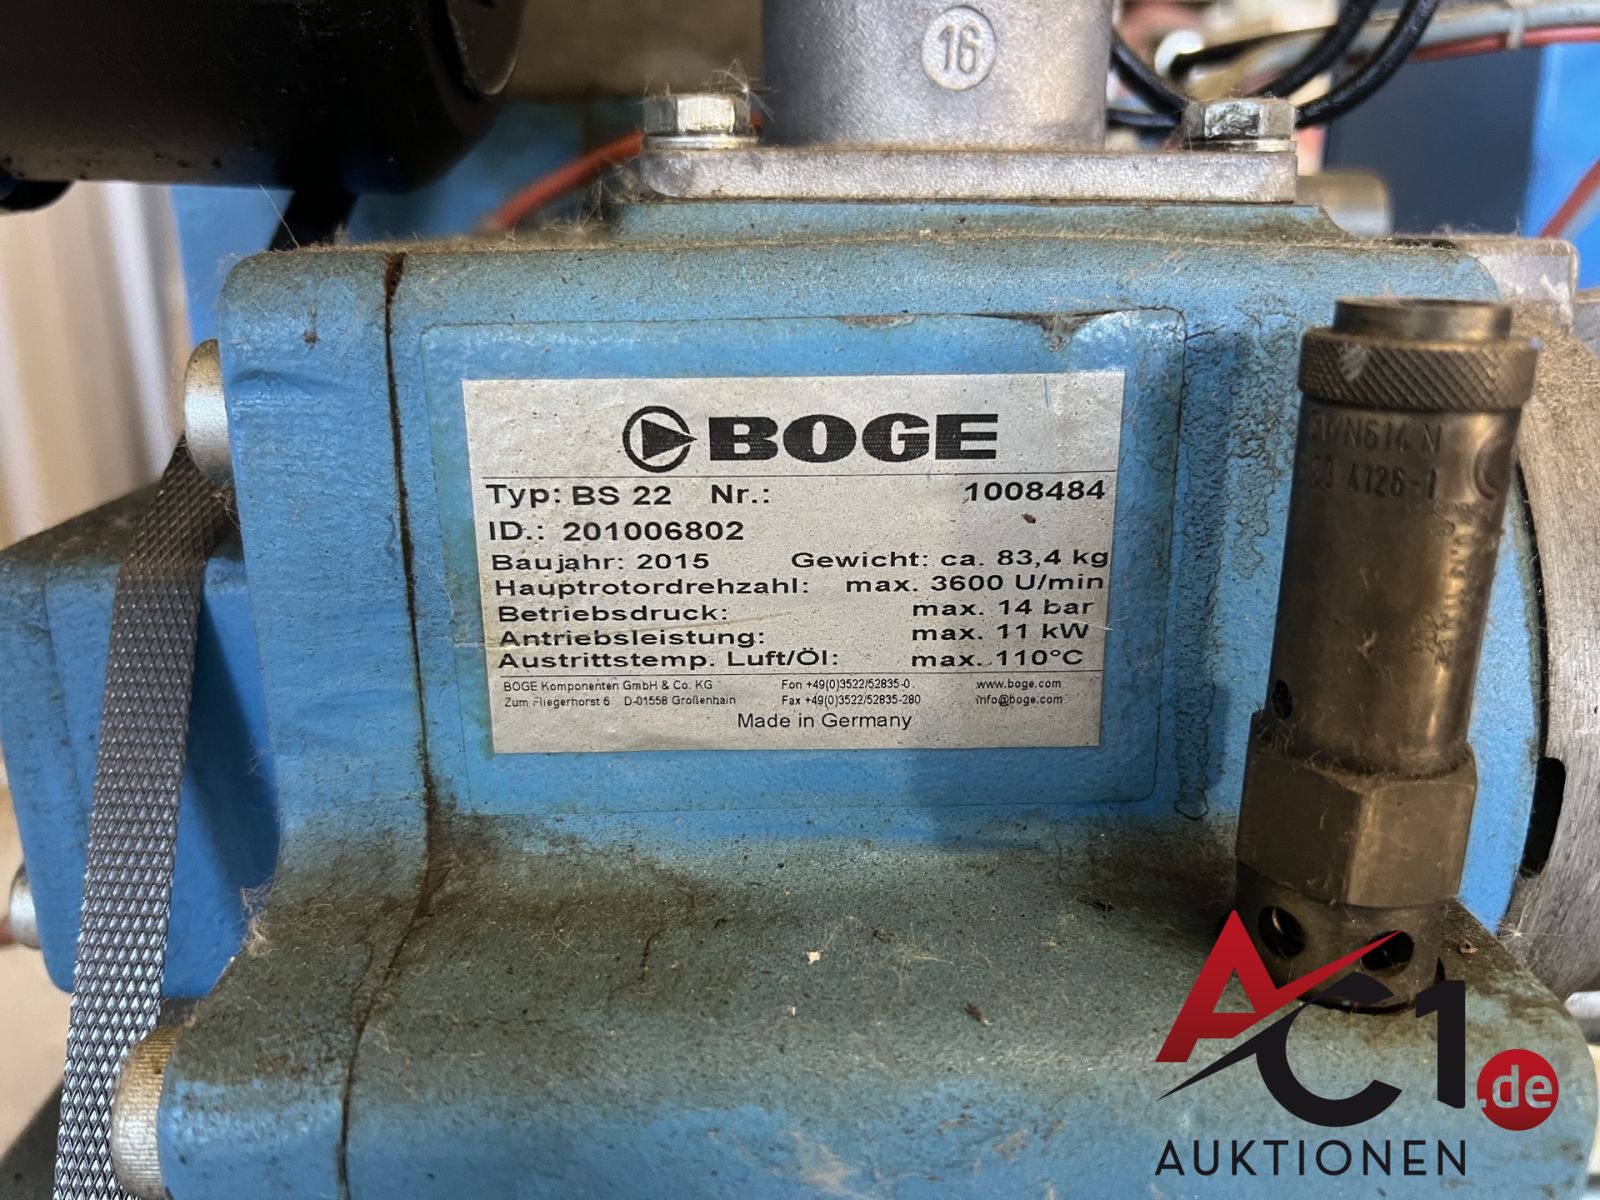 16
BOGE
Typ: BS 22 Nr.: 1008484
ID.: 201006802
Baujahr: 2015 Gewicht: ca. 83,4 kg
Hauptrotordrehzahl: max. 3600 U/min
Betriebsdruck: max. 14 bar
Antriebsleistung: max. 11 kW
Austrittstemp. Luft/Öl: max. 110°C
BOGE Komponenten GmbH & Co. KG Fon +49(0)3522/52835-0 www.boge.com
Zum Fliegerhorst 6 D-01558 Großenhain Fax +49(0)3522/52835-280 info@boge.com
Made in Germany
N614 N
4126-1
AC1.de
AUKTIONEN